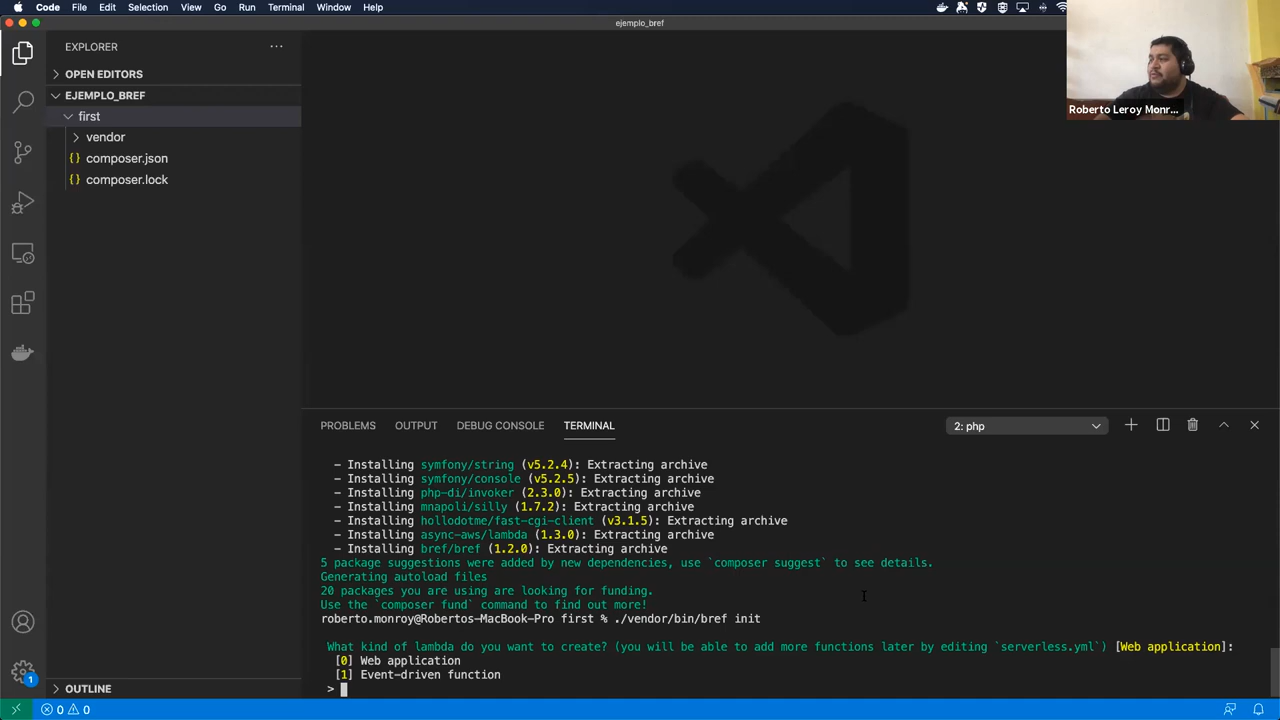 Code File Edit Selection View Go Run Terminal Window Help
ejemplo_bref
EXPLORER
OPEN EDITORS
EJEMPLO_BREF
first
vendor
composer.json
composer.lock
Roberto Leroy Monr...
PROBLEMS OUTPUT DEBUG CONSOLE TERMINAL
2: php
- Installing symfony/string (v5.2.4): Extracting archive
- Installing symfony/console (v5.2.5): Extracting archive
- Installing php-di/invoker (2.3.0): Extracting archive
- Installing mnapoli/silly (1.7.2): Extracting archive
- Installing hollodotme/fast-cgi-client (v3.1.5): Extracting archive
- Installing async-aws/lambda (1.3.0): Extracting archive
- Installing bref/bref (1.2.0): Extracting archive
5 package suggestions were added by new dependencies, use `composer suggest` to see details.
Generating autoload files
20 packages you are using are looking for funding.
Use the `composer fund` command to find out more!
roberto.monroy@Robertos-MacBook-Pro first % ./vendor/bin/bref init
What kind of lambda do you want to create? (you will be able to add more functions later by editing `serverless.yml`) [Web application]:
[0] Web application
[1] Event-driven function
>
OUTLINE
1
0 0